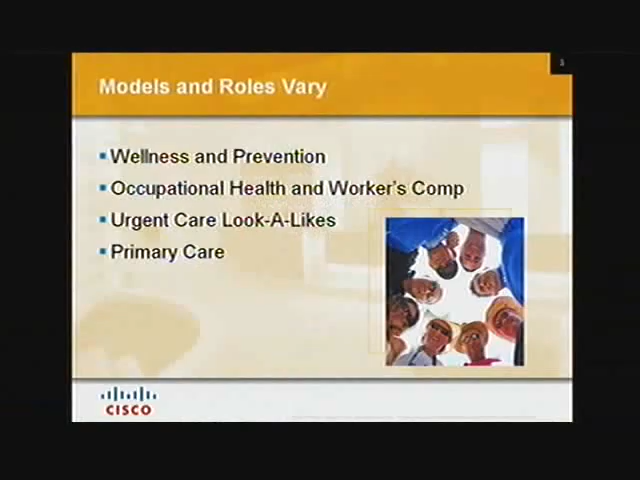 3
Models and Roles Vary
Wellness and Prevention
Occupational Health and Worker's Comp
Urgent Care Look-A-Likes
Primary Care
CISCO